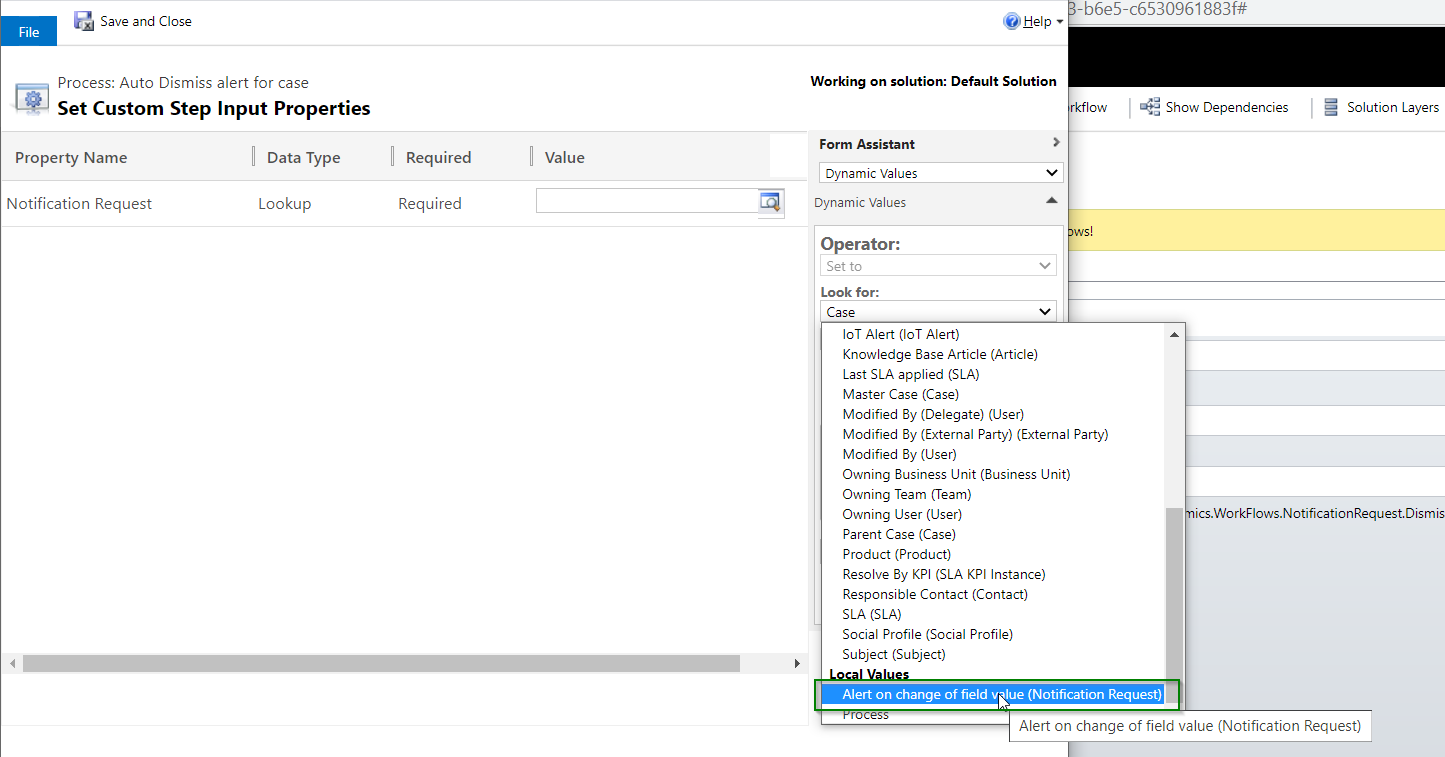 3-b6e5-c6530961883f#
File
Save and Close
Help
Process: Auto Dismiss alert for case
Set Custom Step Input Properties
Working on solution: Default Solution
Show Dependencies
Solution Layers
Property Name
Data Type
Required
Value
Notification Request
Lookup
Required
Form Assistant
Dynamic Values
Dynamic Values
Operator:
Set to
Look for:
Case
IoT Alert (IoT Alert)
Knowledge Base Article (Article)
Last SLA applied (SLA)
Master Case (Case)
Modified By (Delegate) (User)
Modified By (External Party) (External Party)
Modified By (User)
Owning Business Unit (Business Unit)
Owning Team (Team)
Owning User (User)
Parent Case (Case)
Product (Product)
Resolve By KPI (SLA KPI Instance)
Responsible Contact (Contact)
SLA (SLA)
Social Profile (Social Profile)
Subject (Subject)
Local Values
Alert on change of field value (Notification Request)
Process
Alert on change of field value (Notification Request)
rkflow
ows!
mics.WorkFlows.NotificationRequest.Dismis